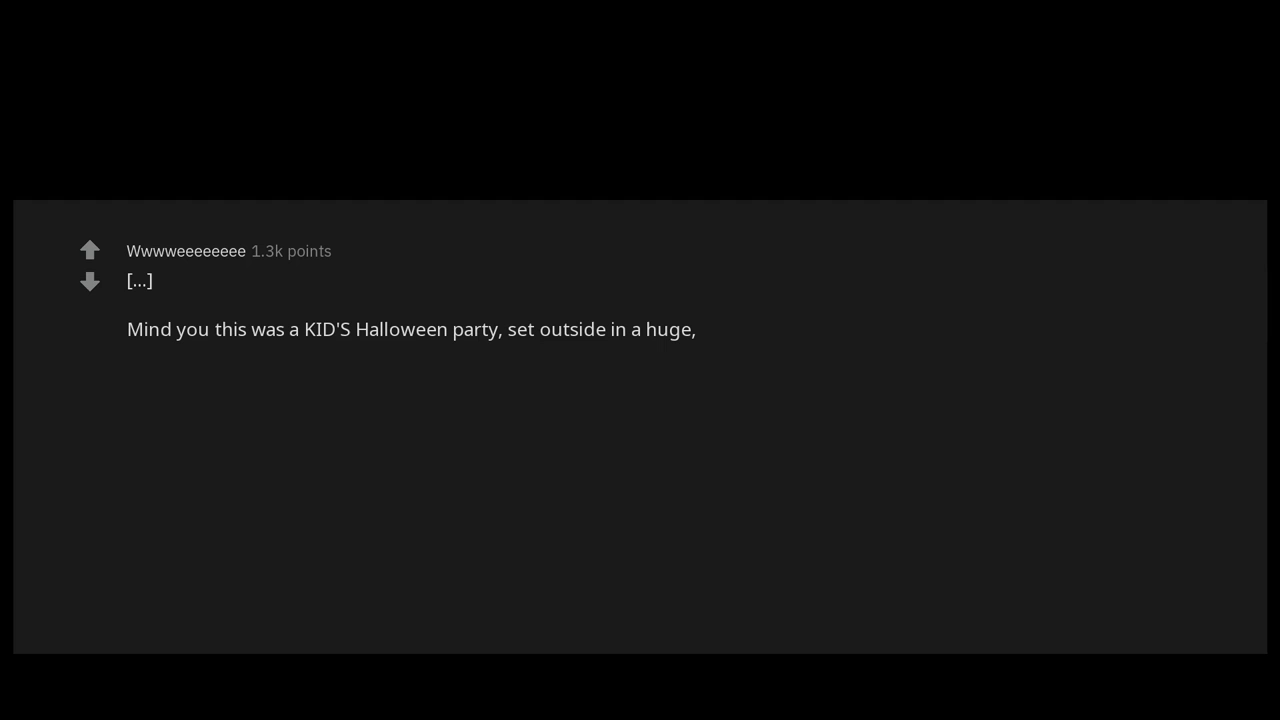 Wwwweeeeeeee 1.3k points
[...]
Mind you this was a KID'S Halloween party, set outside in a huge,